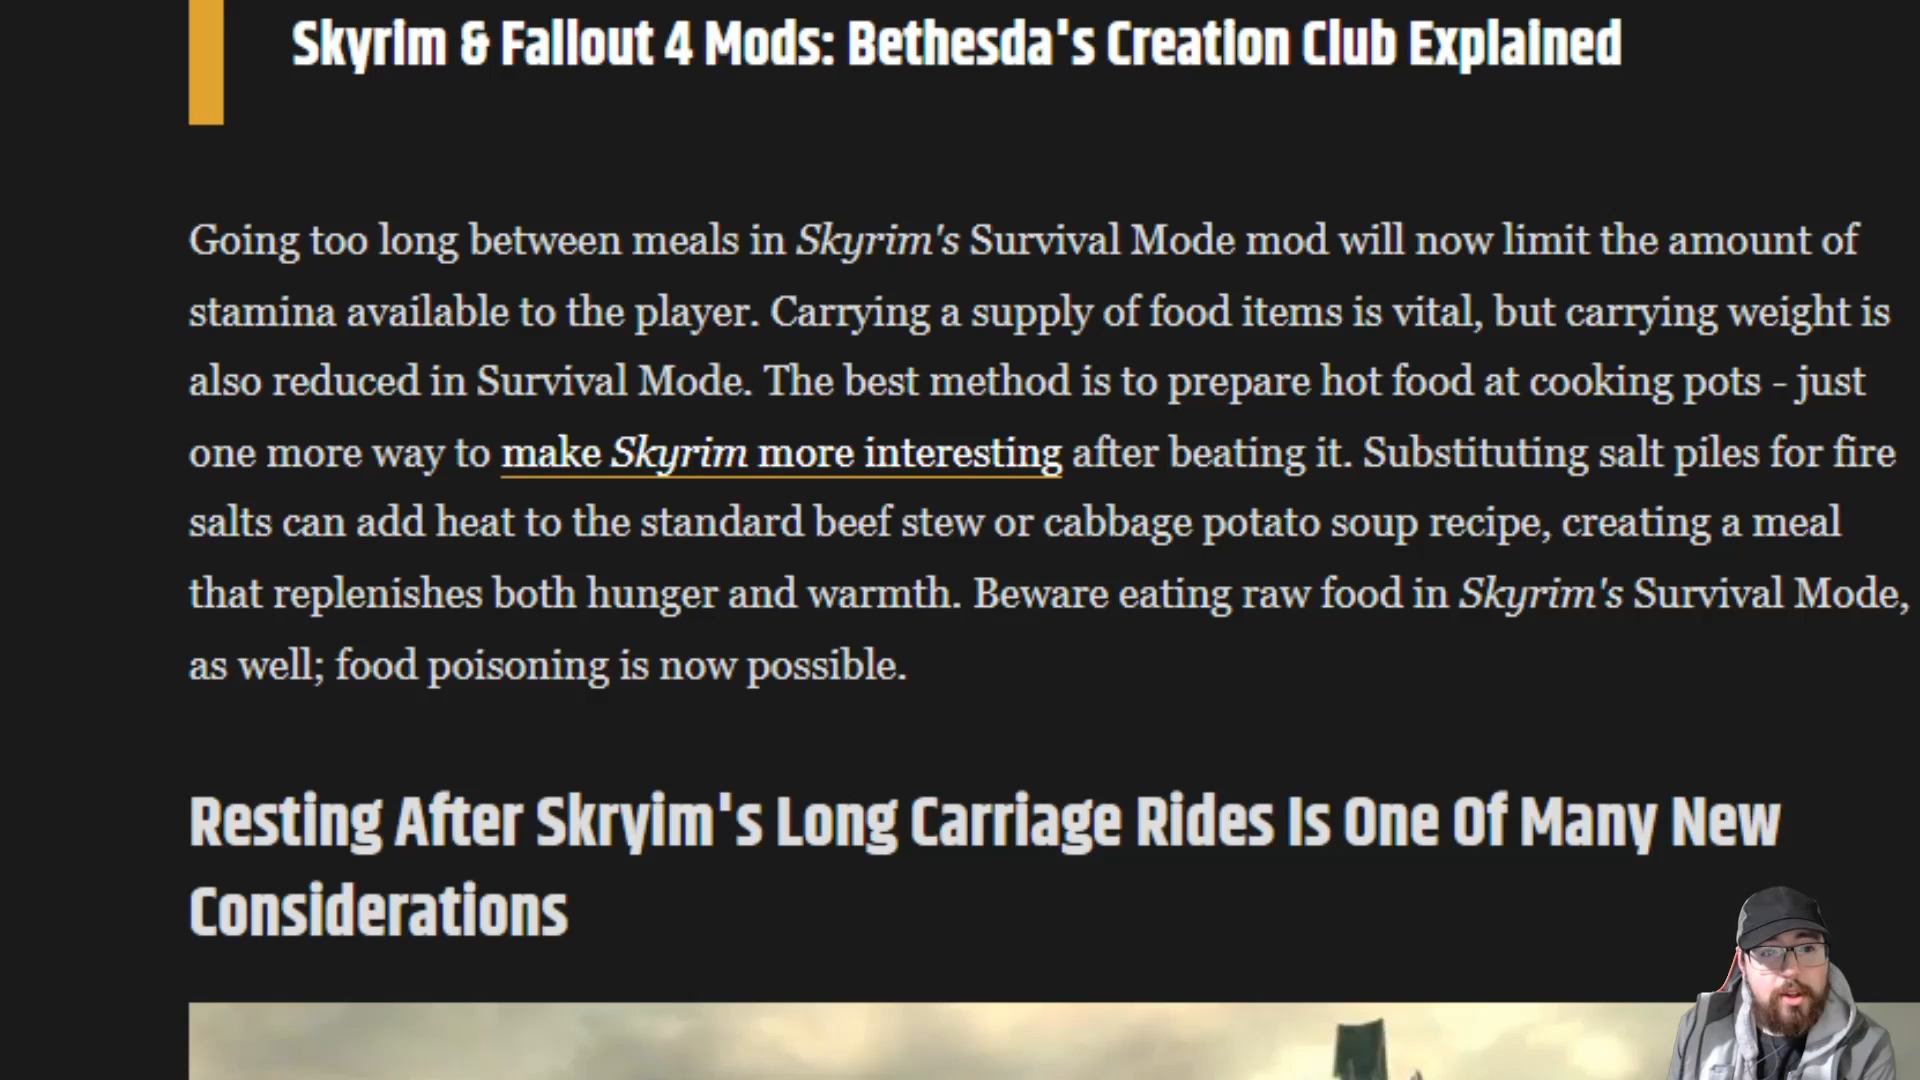 Skyrim & Fallout 4 Mods: Bethesda's Creation Club Explained
Going too long between meals in Skyrim's Survival Mode mod will now limit the amount of
stamina available to the player. Carrying a supply of food items is vital, but carrying weight is
also reduced in Survival Mode. The best method is to prepare hot food at cooking pots - just
one more way to make Skyrim more interesting after beating it. Substituting salt piles for fire
salts can add heat to the standard beef stew or cabbage potato soup recipe, creating a meal
that replenishes both hunger and warmth. Beware eating raw food in Skyrim's Survival Mode,
as well; food poisoning is now possible.
Resting After Skryim's Long Carriage Rides Is One Of Many New
Considerations